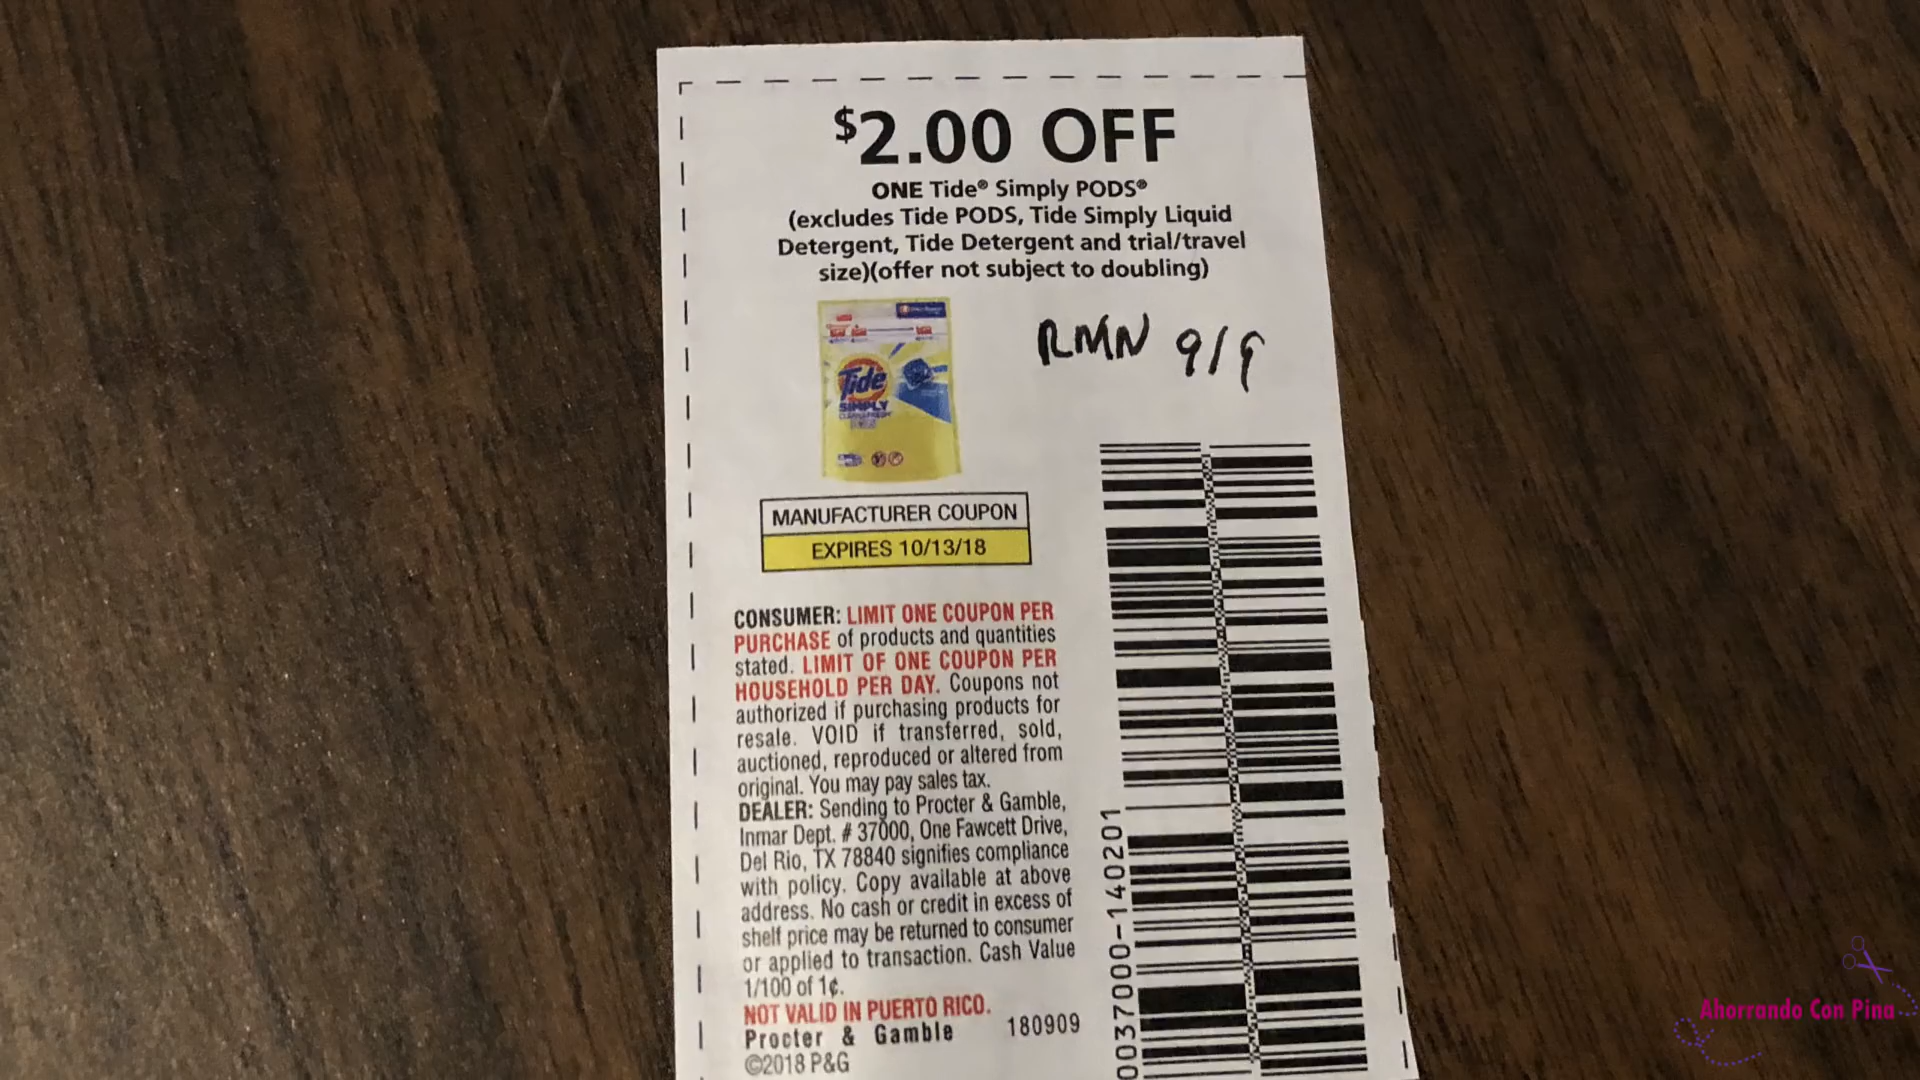 $2.00 OFF
ONE Tide® Simply PODS®
(excludes Tide PODS, Tide Simply Liquid
Detergent, Tide Detergent and trial/travel
size)(offer not subject to doubling)
RMN 9/9
Tide
SIMPLY
MANUFACTURER COUPON
EXPIRES 10/13/18
CONSUMER: LIMIT ONE COUPON PER
PURCHASE of products and quantities
stated. LIMIT OF ONE COUPON PER
HOUSEHOLD PER DAY. Coupons not
authorized if purchasing products for
resale. VOID if transferred, sold,
auctioned, reproduced or altered from
original. You may pay sales tax.
DEALER: Sending to Procter & Gamble,
Inmar Dept. # 37000, One Fawcett Drive,
Del Rio, TX 78840 signifies compliance
with policy. Copy available at above
address. No cash or credit in excess of
shelf price may be returned to consumer
or applied to transaction. Cash Value
1/100 of 1¢.
NOT VALID IN PUERTO RICO.
Procter & Gamble 180909
©2018 P&G
0037000-140201
Ahorrando Con Pina